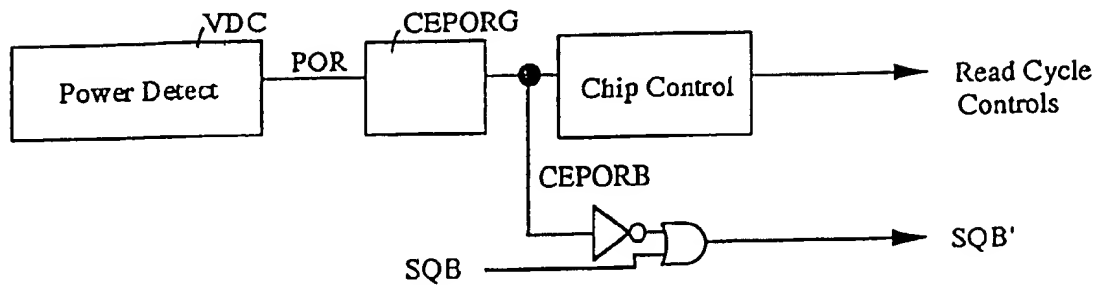 VDC
CEPORG
POR
Power Detect
Chip Control
Read Cycle
Controls
CEPORB
SQB
SQB'